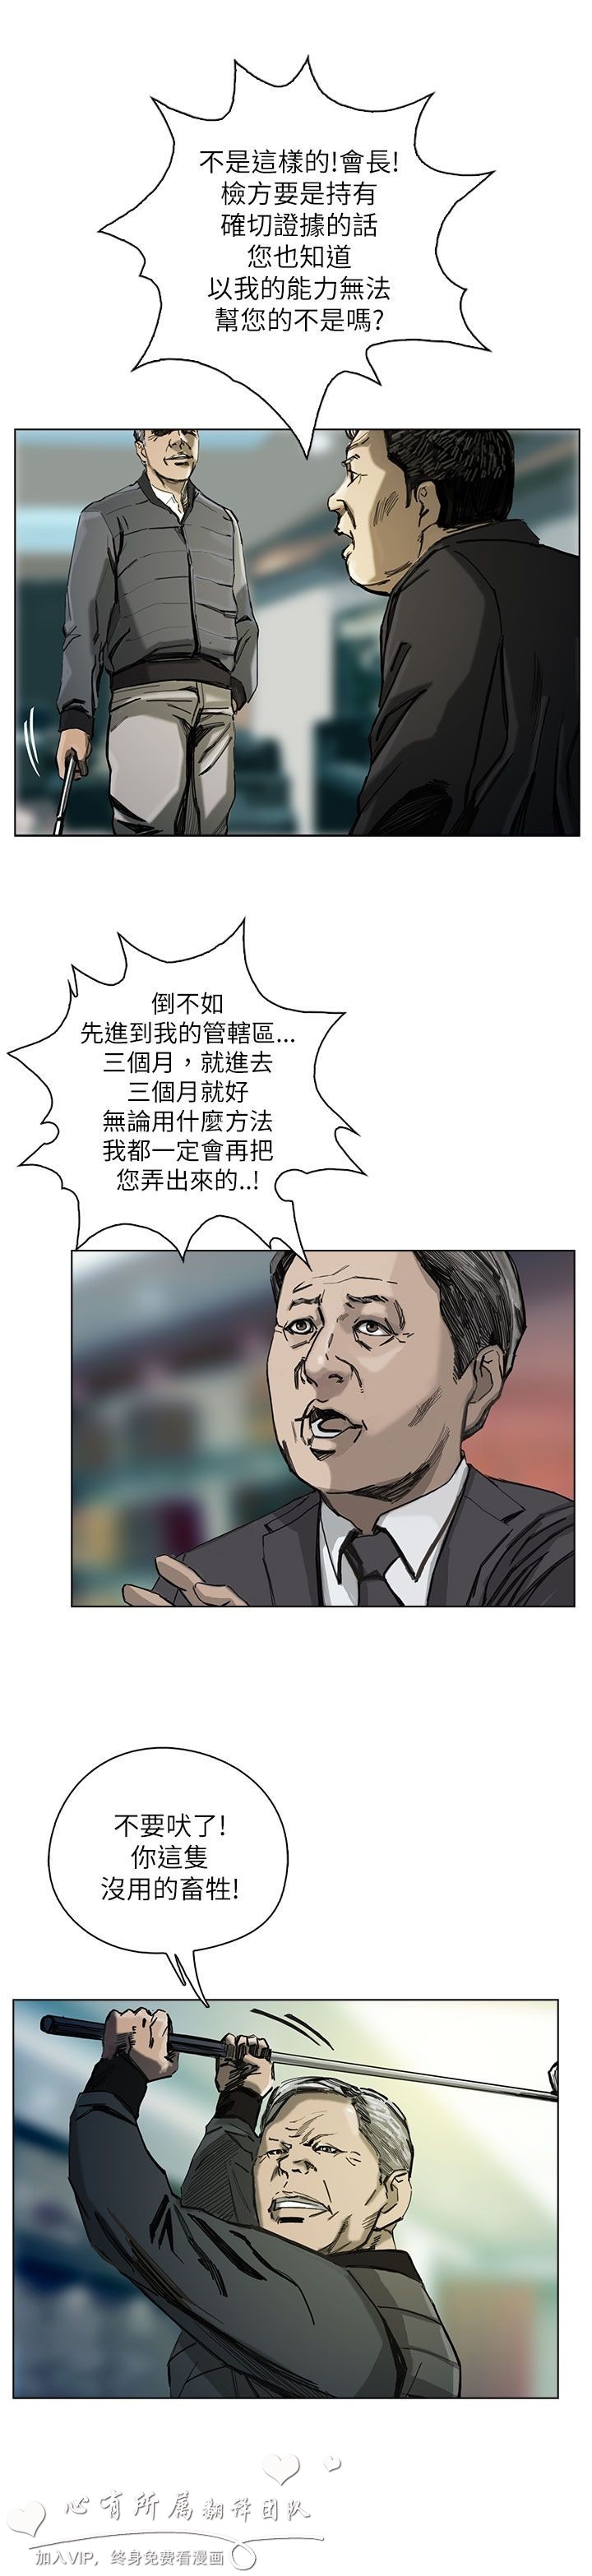 不是這樣的!會長!
檢方要是持有
確切證據的話
您也知道
以我的能力無法
幫您的不是嗎?
倒不如
先進到我的管轄區...
三個月，就進去
三個月就好
無論用什麼方法
我都一定會再把
您弄出來的..!
不要吠了!
你這隻
沒用的畜牲!
心有所属翻译团队
加入VIP，终身免费看漫画